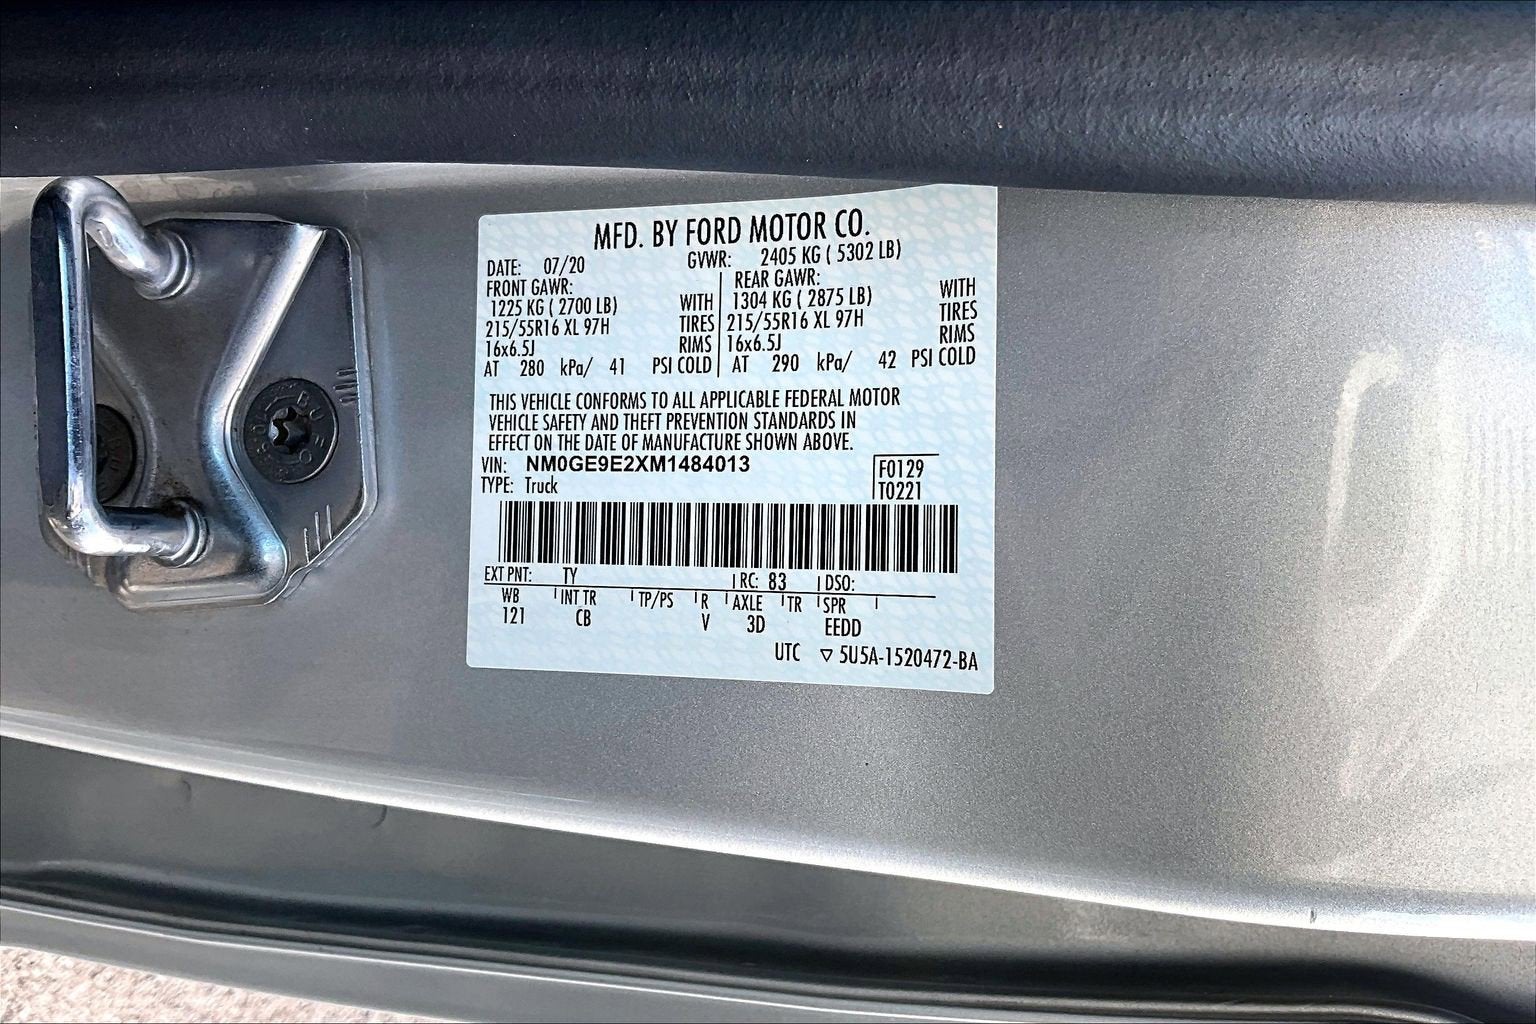 MFD. BY FORD MOTOR CO.
DATE: 07/20 GVWR: 2405 KG ( 5302 LB)
FRONT GAWR: REAR GAWR:
1225 KG ( 2700 LB) WITH 1304 KG ( 2875 LB) WITH
215/55R16 XL 97H TIRES 215/55R16 XL 97H TIRES
16x6.5J RIMS 16x6.5J RIMS
AT 280 kPa/ 41 PSI COLD AT 290 kPa/ 42 PSI COLD
THIS VEHICLE CONFORMS TO ALL APPLICABLE FEDERAL MOTOR
VEHICLE SAFETY AND THEFT PREVENTION STANDARDS IN
EFFECT ON THE DATE OF MANUFACTURE SHOWN ABOVE.
VIN: NM0GE9E2XM1484013 F0129
TYPE: Truck T0221
EXT PNT: TY RC: 83 DSO:
WB INT TR TP/PS R AXLE TR SPR
121 CB V 3D EEDD
UTC ▽ 5U5A-1520472-BA